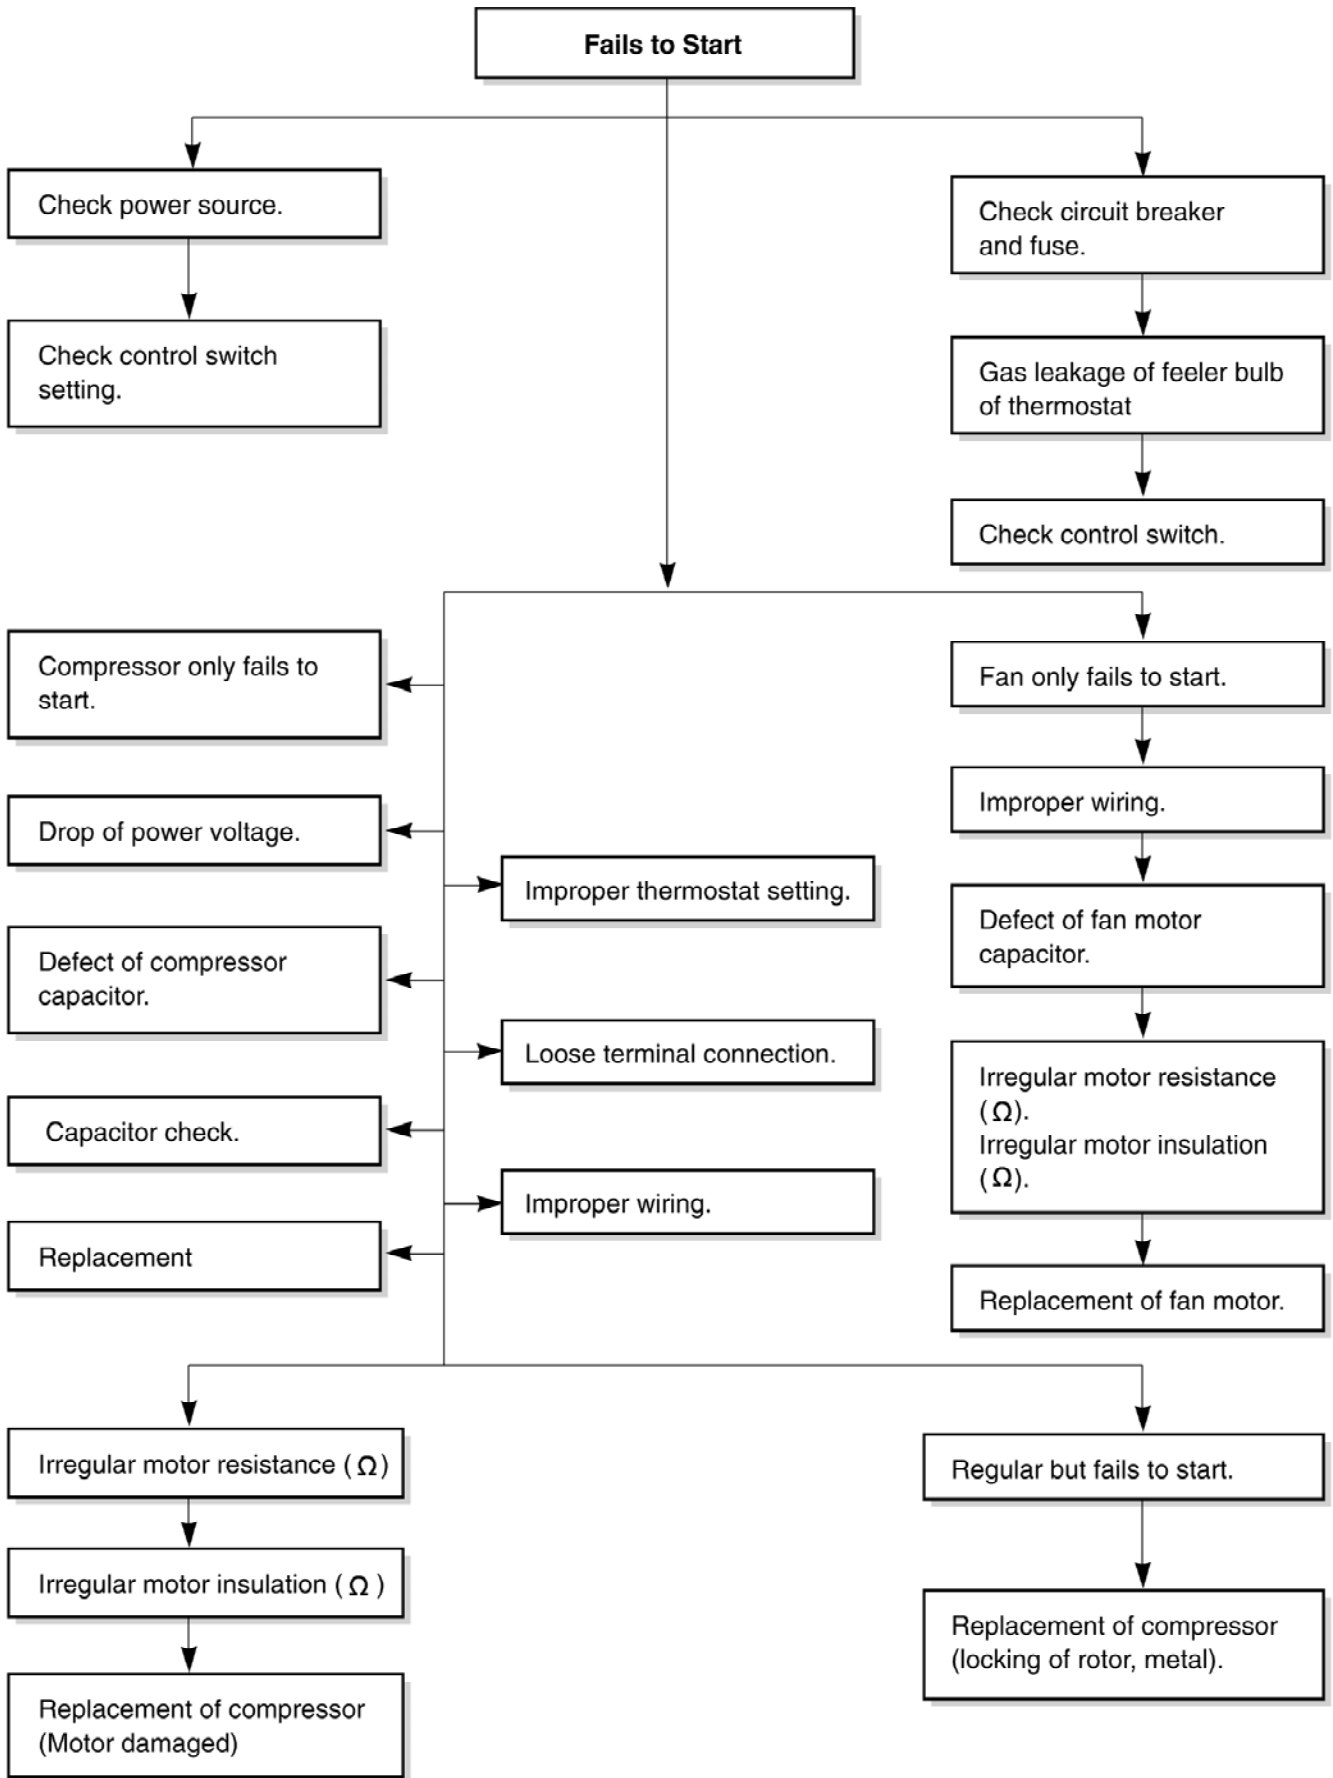 Fails to Start
Check power source.
Check circuit breaker
and fuse.
Check control switch
setting.
Gas leakage of feeler bulb
of thermostat
Check control switch.
Compressor only fails to
start.
Fan only fails to start.
Drop of power voltage.
Improper wiring.
Improper thermostat setting.
Defect of fan motor
capacitor.
Defect of compressor
capacitor.
Loose terminal connection.
Irregular motor resistance
(Ω).
Irregular motor insulation
(Ω).
Capacitor check.
Improper wiring.
Replacement
Replacement of fan motor.
Irregular motor resistance (Ω)
Regular but fails to start.
Irregular motor insulation (Ω )
Replacement of compressor
(locking of rotor, metal).
Replacement of compressor
(Motor damaged)